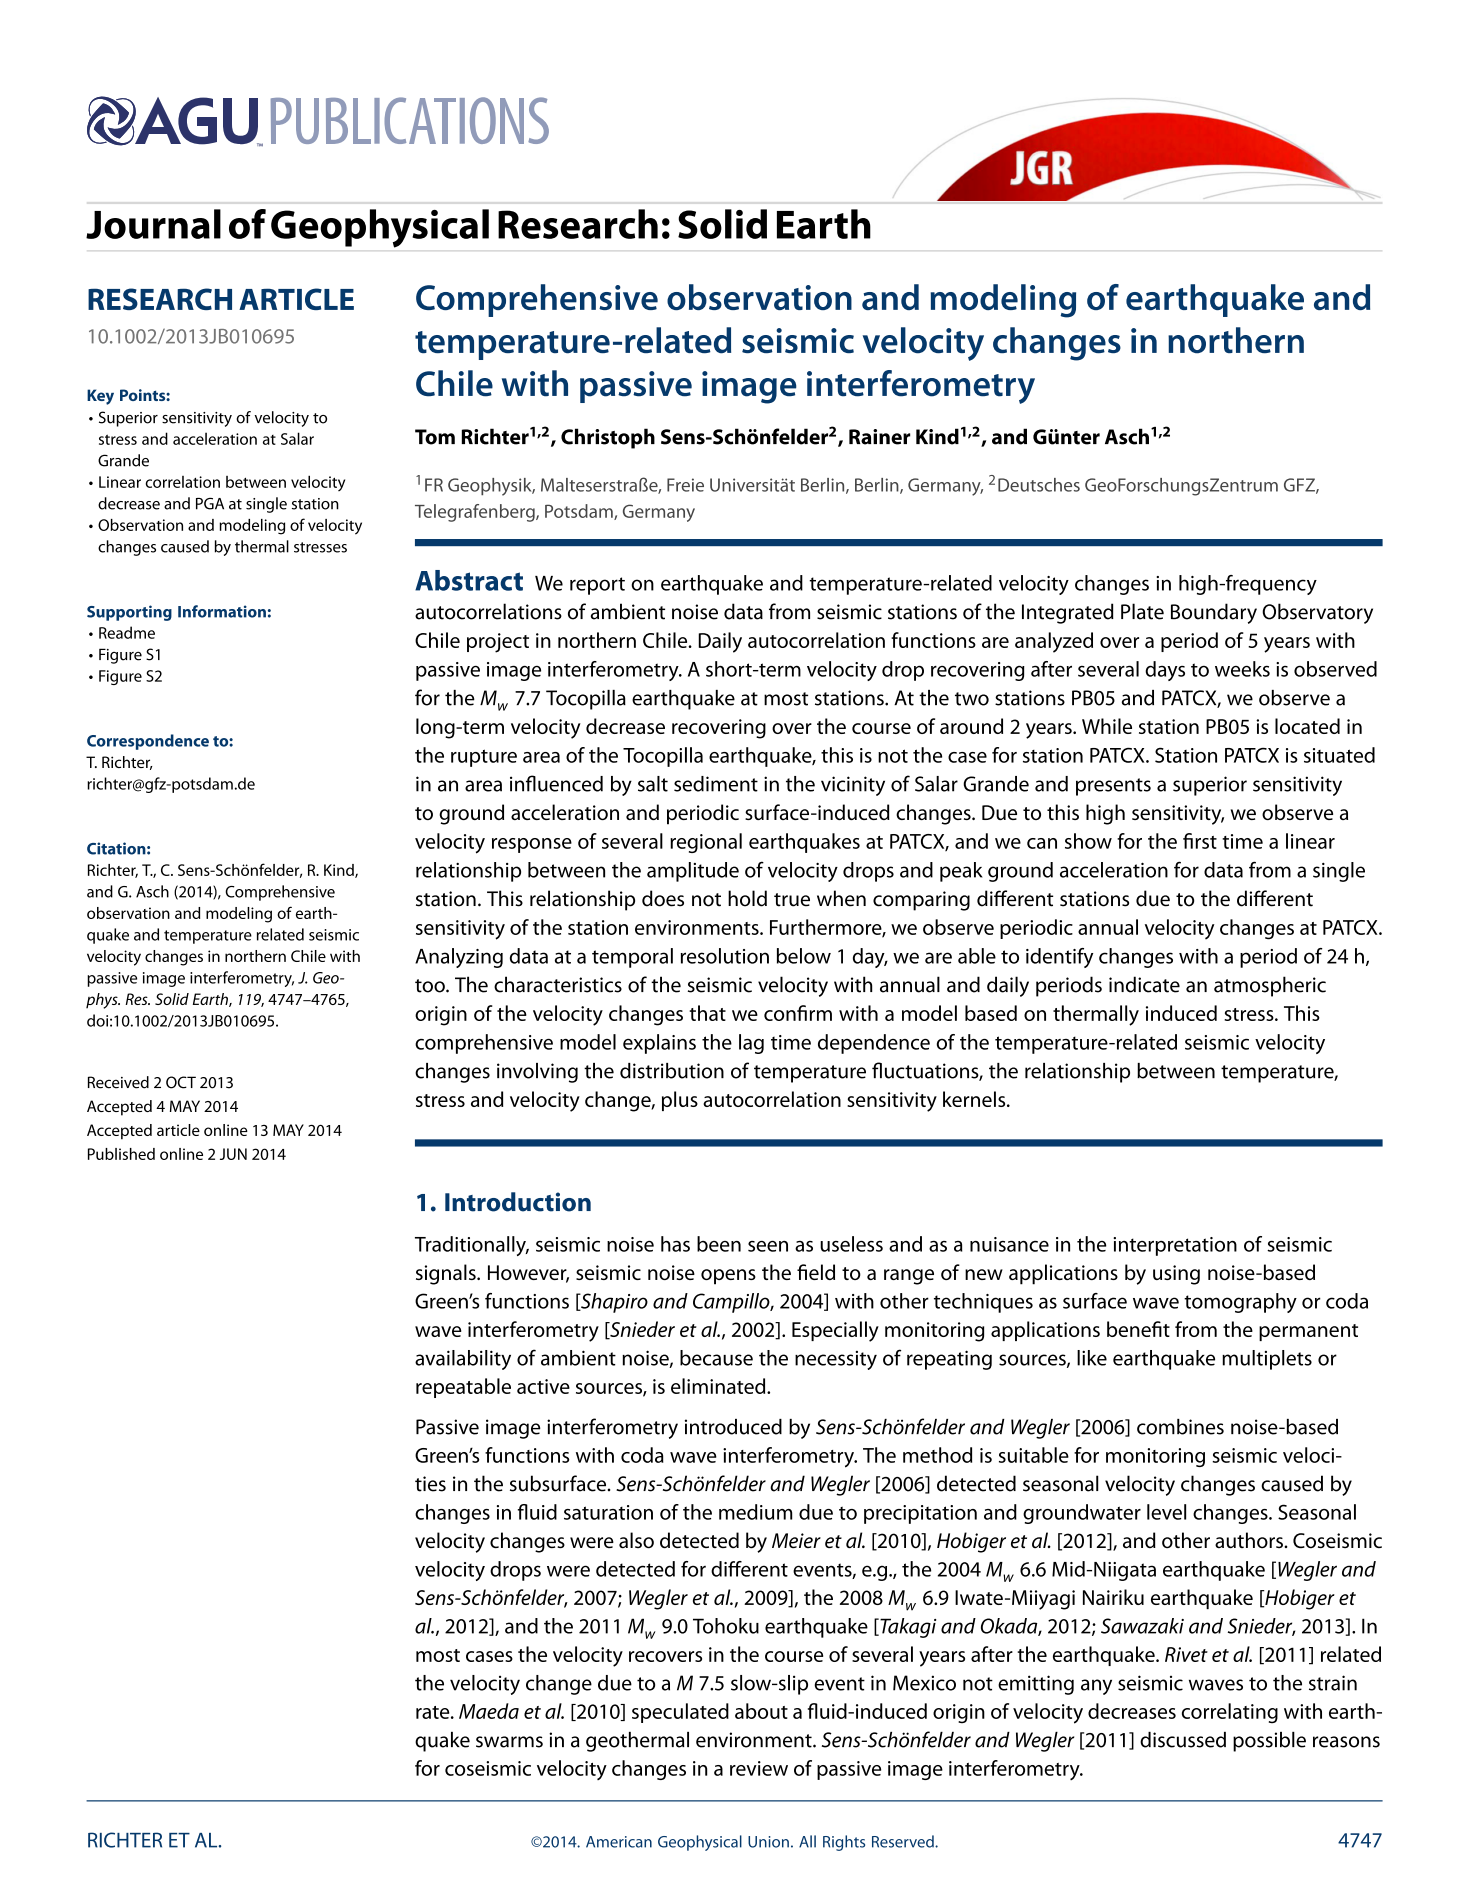 AGU PUBLICATIONS
JGR
Journal of Geophysical Research: Solid Earth
RESEARCH ARTICLE
10.1002/2013JB010695
Key Points:
• Superior sensitivity of velocity to
stress and acceleration at Salar
Grande
• Linear correlation between velocity
decrease and PGA at single station
• Observation and modeling of velocity
changes caused by thermal stresses
Supporting Information:
• Readme
• Figure S1
• Figure S2
Correspondence to:
T. Richter,
richter@gfz-potsdam.de
Citation:
Richter, T., C. Sens-Schönfelder, R. Kind,
and G. Asch (2014), Comprehensive
observation and modeling of earth-
quake and temperature related seismic
velocity changes in northern Chile with
passive image interferometry, J. Geo-
phys. Res. Solid Earth, 119, 4747–4765,
doi:10.1002/2013JB010695.
Received 2 OCT 2013
Accepted 4 MAY 2014
Accepted article online 13 MAY 2014
Published online 2 JUN 2014
Comprehensive observation and modeling of earthquake and
temperature-related seismic velocity changes in northern
Chile with passive image interferometry
Tom Richter1,2, Christoph Sens-Schönfelder2, Rainer Kind1,2, and Günter Asch1,2
1FR Geophysik, Malteserstraße, Freie Universität Berlin, Berlin, Germany, 2Deutsches GeoForschungsZentrum GFZ,
Telegrafenberg, Potsdam, Germany
Abstract We report on earthquake and temperature-related velocity changes in high-frequency
autocorrelations of ambient noise data from seismic stations of the Integrated Plate Boundary Observatory
Chile project in northern Chile. Daily autocorrelation functions are analyzed over a period of 5 years with
passive image interferometry. A short-term velocity drop recovering after several days to weeks is observed
for the Mw 7.7 Tocopilla earthquake at most stations. At the two stations PB05 and PATCX, we observe a
long-term velocity decrease recovering over the course of around 2 years. While station PB05 is located in
the rupture area of the Tocopilla earthquake, this is not the case for station PATCX. Station PATCX is situated
in an area influenced by salt sediment in the vicinity of Salar Grande and presents a superior sensitivity
to ground acceleration and periodic surface-induced changes. Due to this high sensitivity, we observe a
velocity response of several regional earthquakes at PATCX, and we can show for the first time a linear
relationship between the amplitude of velocity drops and peak ground acceleration for data from a single
station. This relationship does not hold true when comparing different stations due to the different
sensitivity of the station environments. Furthermore, we observe periodic annual velocity changes at PATCX.
Analyzing data at a temporal resolution below 1 day, we are able to identify changes with a period of 24 h,
too. The characteristics of the seismic velocity with annual and daily periods indicate an atmospheric
origin of the velocity changes that we confirm with a model based on thermally induced stress. This
comprehensive model explains the lag time dependence of the temperature-related seismic velocity
changes involving the distribution of temperature fluctuations, the relationship between temperature,
stress and velocity change, plus autocorrelation sensitivity kernels.
1. Introduction
Traditionally, seismic noise has been seen as useless and as a nuisance in the interpretation of seismic
signals. However, seismic noise opens the field to a range of new applications by using noise-based
Green's functions [Shapiro and Campillo, 2004] with other techniques as surface wave tomography or coda
wave interferometry [Snieder et al., 2002]. Especially monitoring applications benefit from the permanent
availability of ambient noise, because the necessity of repeating sources, like earthquake multiplets or
repeatable active sources, is eliminated.
Passive image interferometry introduced by Sens-Schönfelder and Wegler [2006] combines noise-based
Green's functions with coda wave interferometry. The method is suitable for monitoring seismic veloci-
ties in the subsurface. Sens-Schönfelder and Wegler [2006] detected seasonal velocity changes caused by
changes in fluid saturation of the medium due to precipitation and groundwater level changes. Seasonal
velocity changes were also detected by Meier et al. [2010], Hobiger et al. [2012], and other authors. Coseismic
velocity drops were detected for different events, e.g., the 2004 Mw 6.6 Mid-Niigata earthquake [Wegler and
Sens-Schönfelder, 2007; Wegler et al., 2009], the 2008 Mw 6.9 Iwate-Miiyagi Nairiku earthquake [Hobiger et
al., 2012], and the 2011 Mw 9.0 Tohoku earthquake [Takagi and Okada, 2012; Sawazaki and Snieder, 2013]. In
most cases the velocity recovers in the course of several years after the earthquake. Rivet et al. [2011] related
the velocity change due to a M 7.5 slow-slip event in Mexico not emitting any seismic waves to the strain
rate. Maeda et al. [2010] speculated about a fluid-induced origin of velocity decreases correlating with earth-
quake swarms in a geothermal environment. Sens-Schönfelder and Wegler [2011] discussed possible reasons
for coseismic velocity changes in a review of passive image interferometry.
RICHTER ET AL.
©2014. American Geophysical Union. All Rights Reserved.
4747